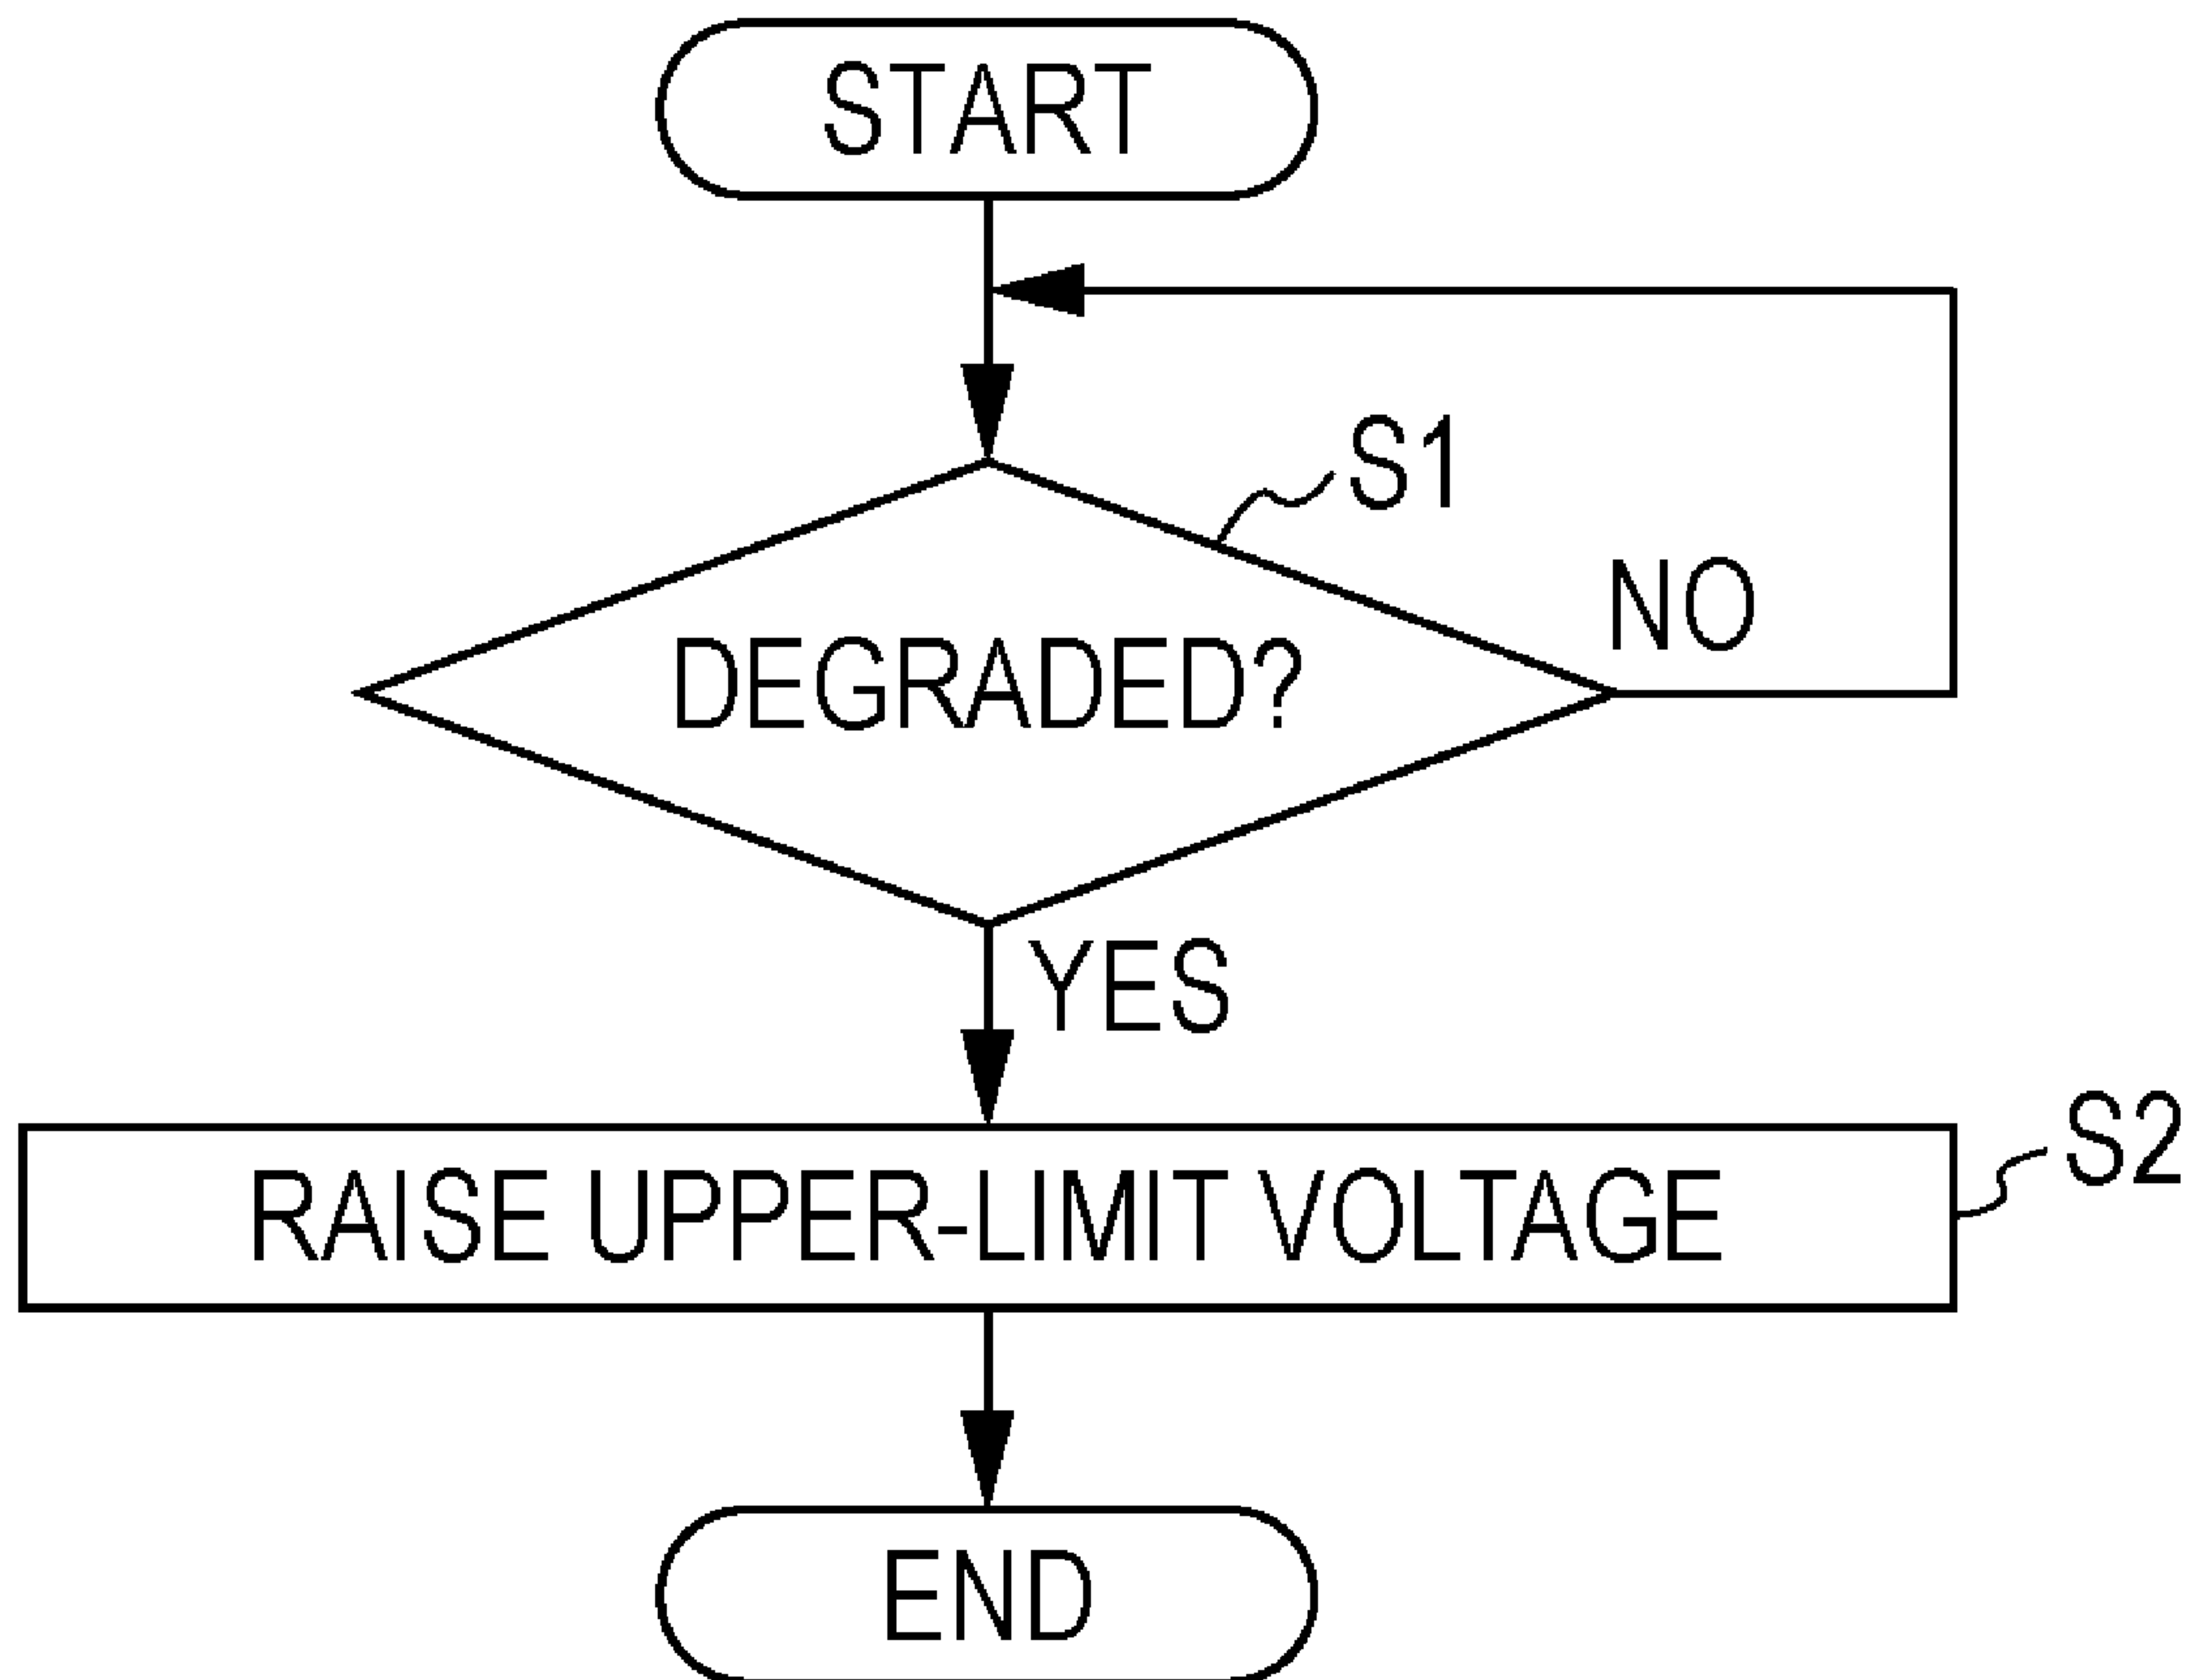 START
S1
NO
DEGRADED?
YES
S2
RAISE UPPER-LIMIT VOLTAGE
END